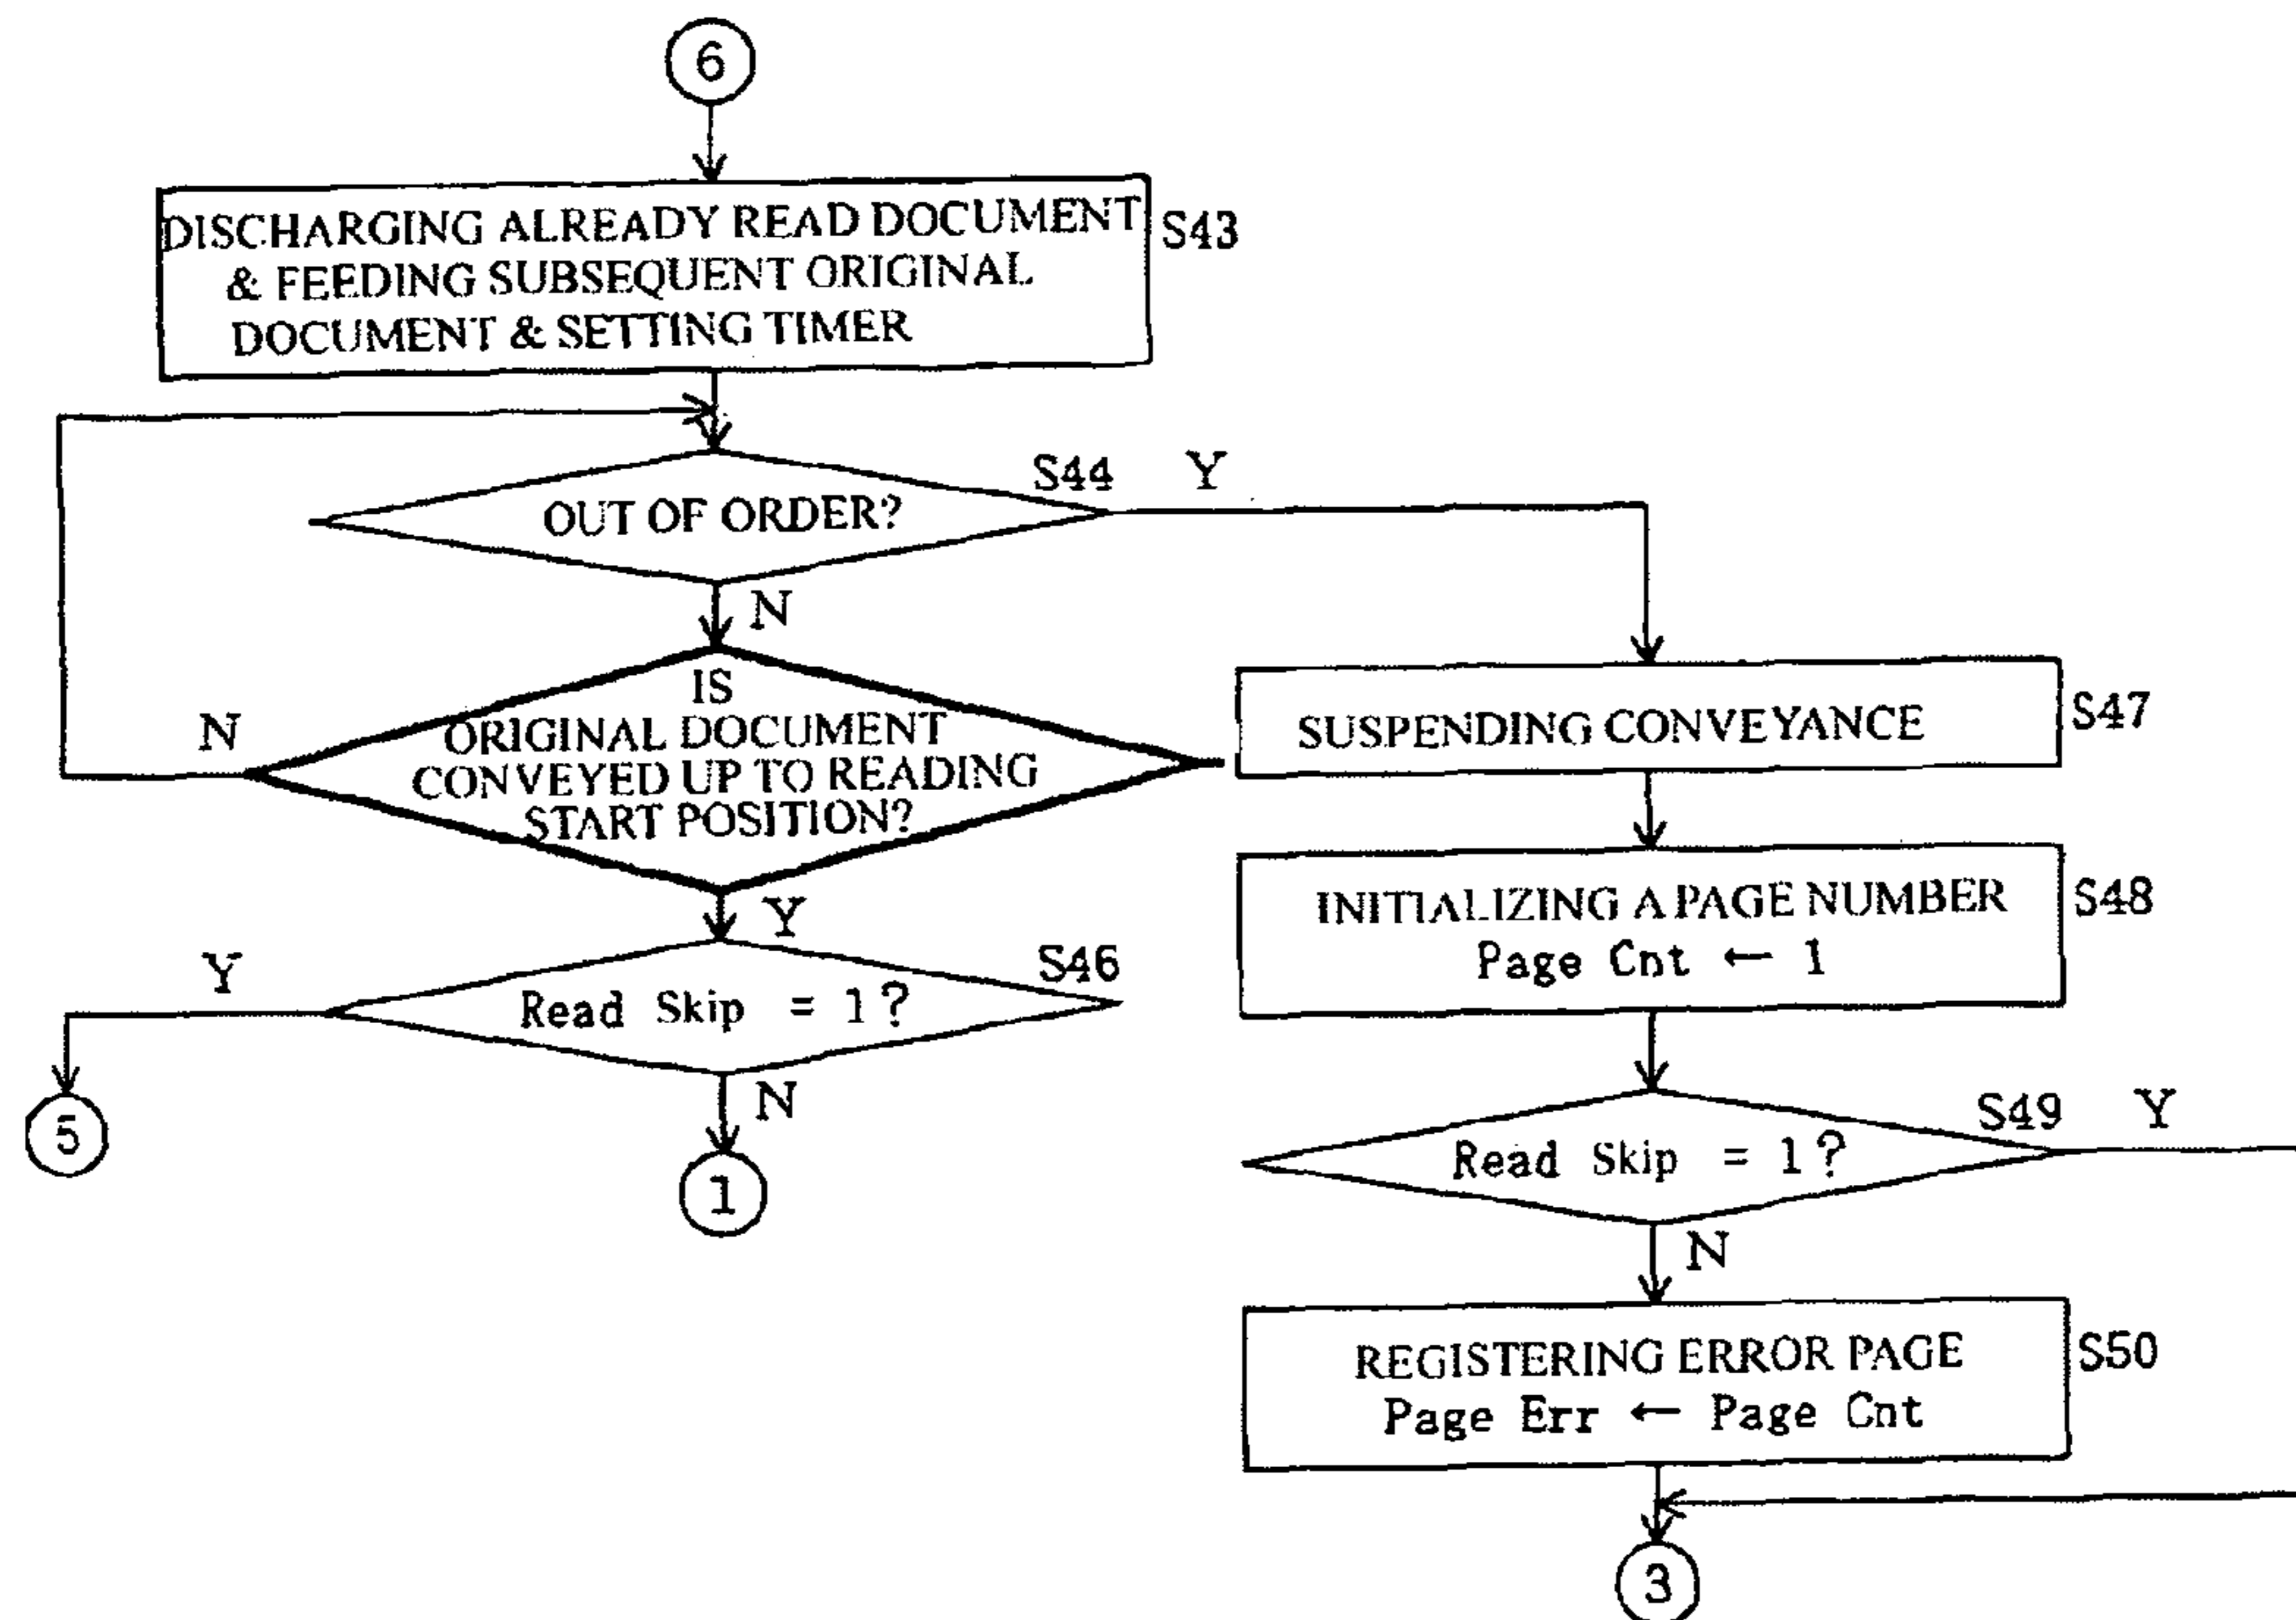 6
DISCHARGING ALREADY READ DOCUMENT
& FEEDING SUBSEQUENT ORIGINAL
DOCUMENT & SETTING TIMER
S43
OUT OF ORDER?
S44
Y
N
IS
ORIGINAL DOCUMENT
CONVEYED UP TO READING
START POSITION?
N
Y
Read Skip = 1?
S46
Y
N
5
1
SUSPENDING CONVEYANCE
S47
INITIALIZING A PAGE NUMBER
Page Cnt ← 1
S48
Read Skip = 1?
S49
Y
N
REGISTERING ERROR PAGE
Page Err ← Page Cnt
S50
3